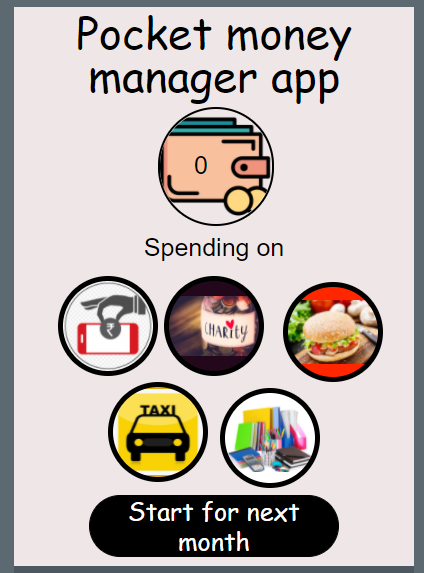 Pocket money
manager app
0
Spending on
₹
CHARITY
TAXI
Start for next
month